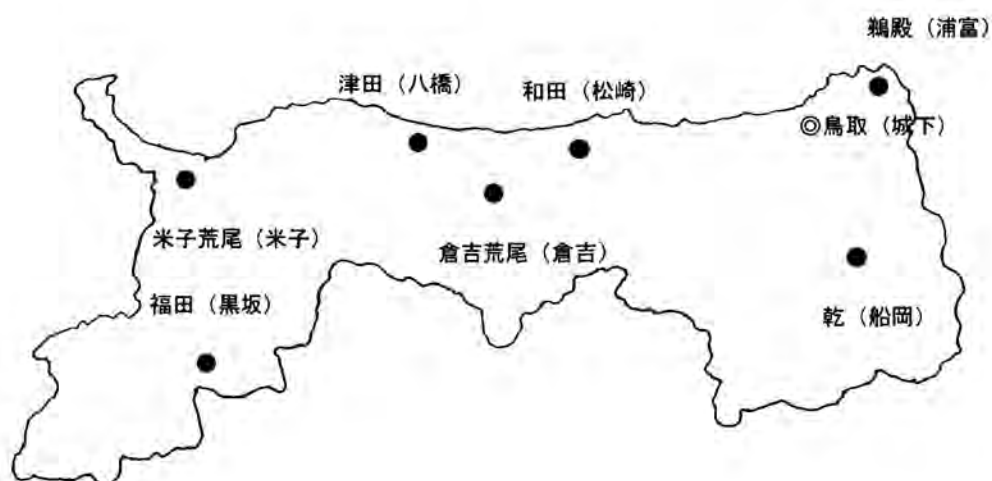 鵜殿（浦富）
津田（八橋）
和田（松崎）
◎鳥取（城下）
米子荒尾（米子）
倉吉荒尾（倉吉）
福田（黒坂）
乾（船岡）